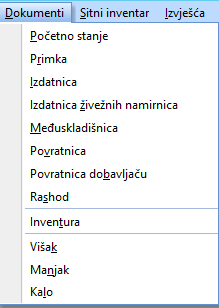 Dokumenti Sitni inventar Izvješća
Početno stanje
Primka
Izdatnica
Izdatnica živežnih namirnica
Međuskladišnica
Povratnica
Povratnica dobavljaču
Rashod
Inventura
Višak
Manjak
Kalo